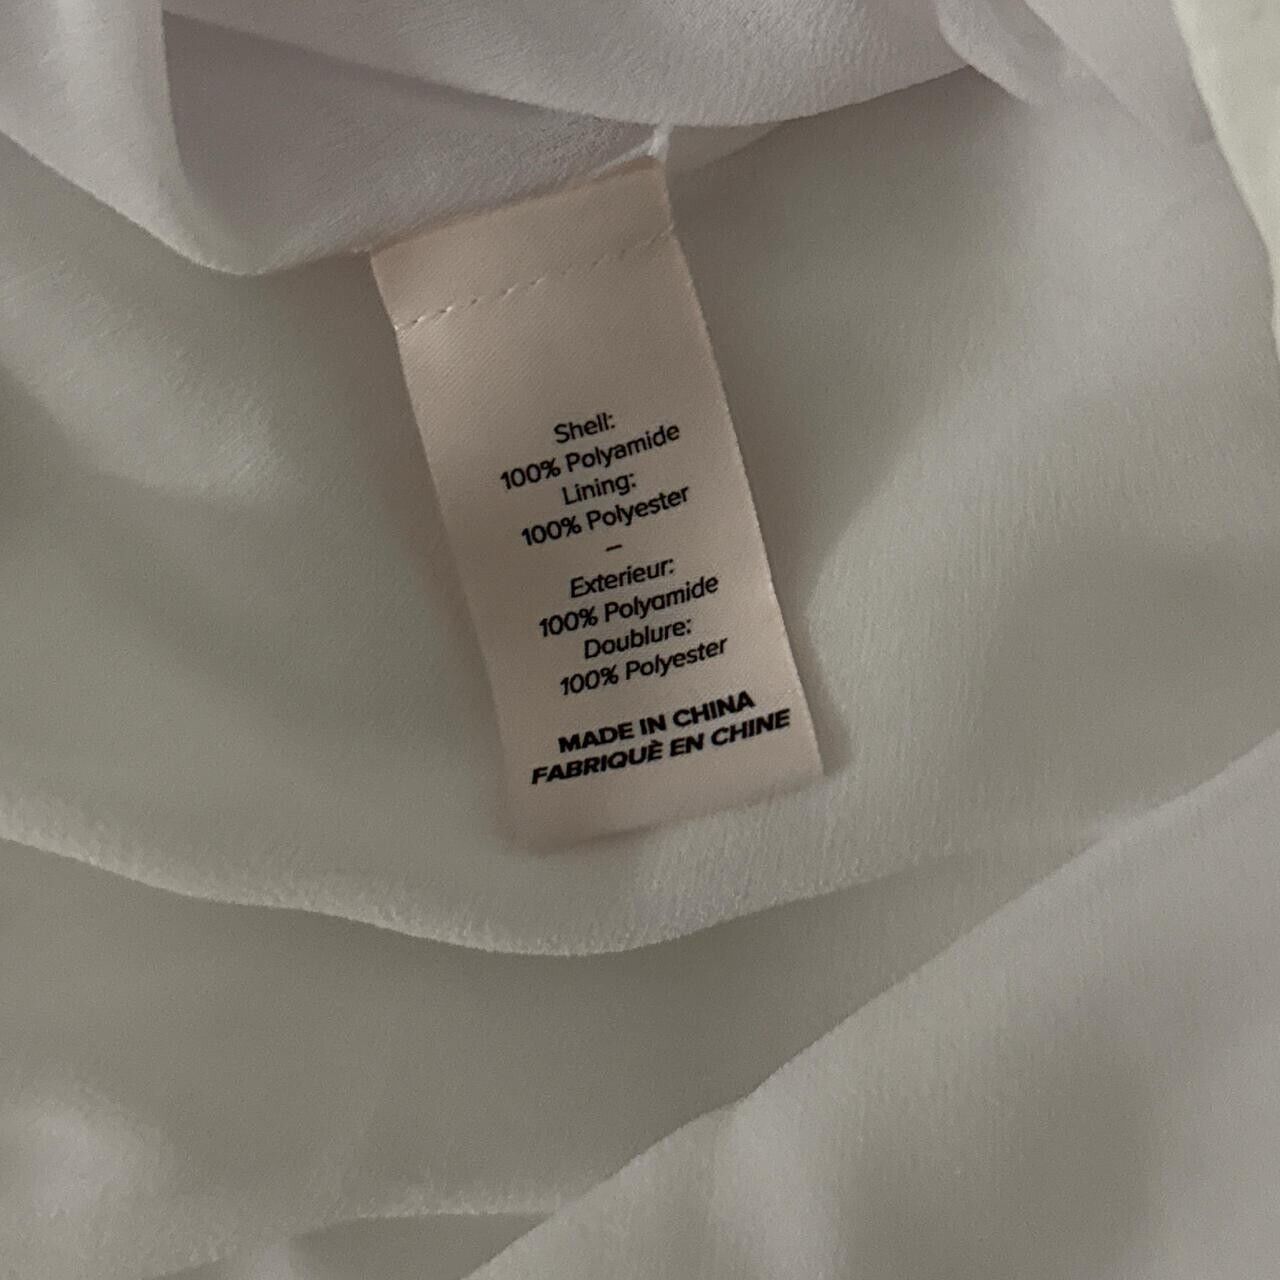 Shell:
100% Polyamide
Lining:
100% Polyester
–
Exterieur:
100% Polyamide
Doublure:
100% Polyester
MADE IN CHINA
FABRIQUÈ EN CHINE